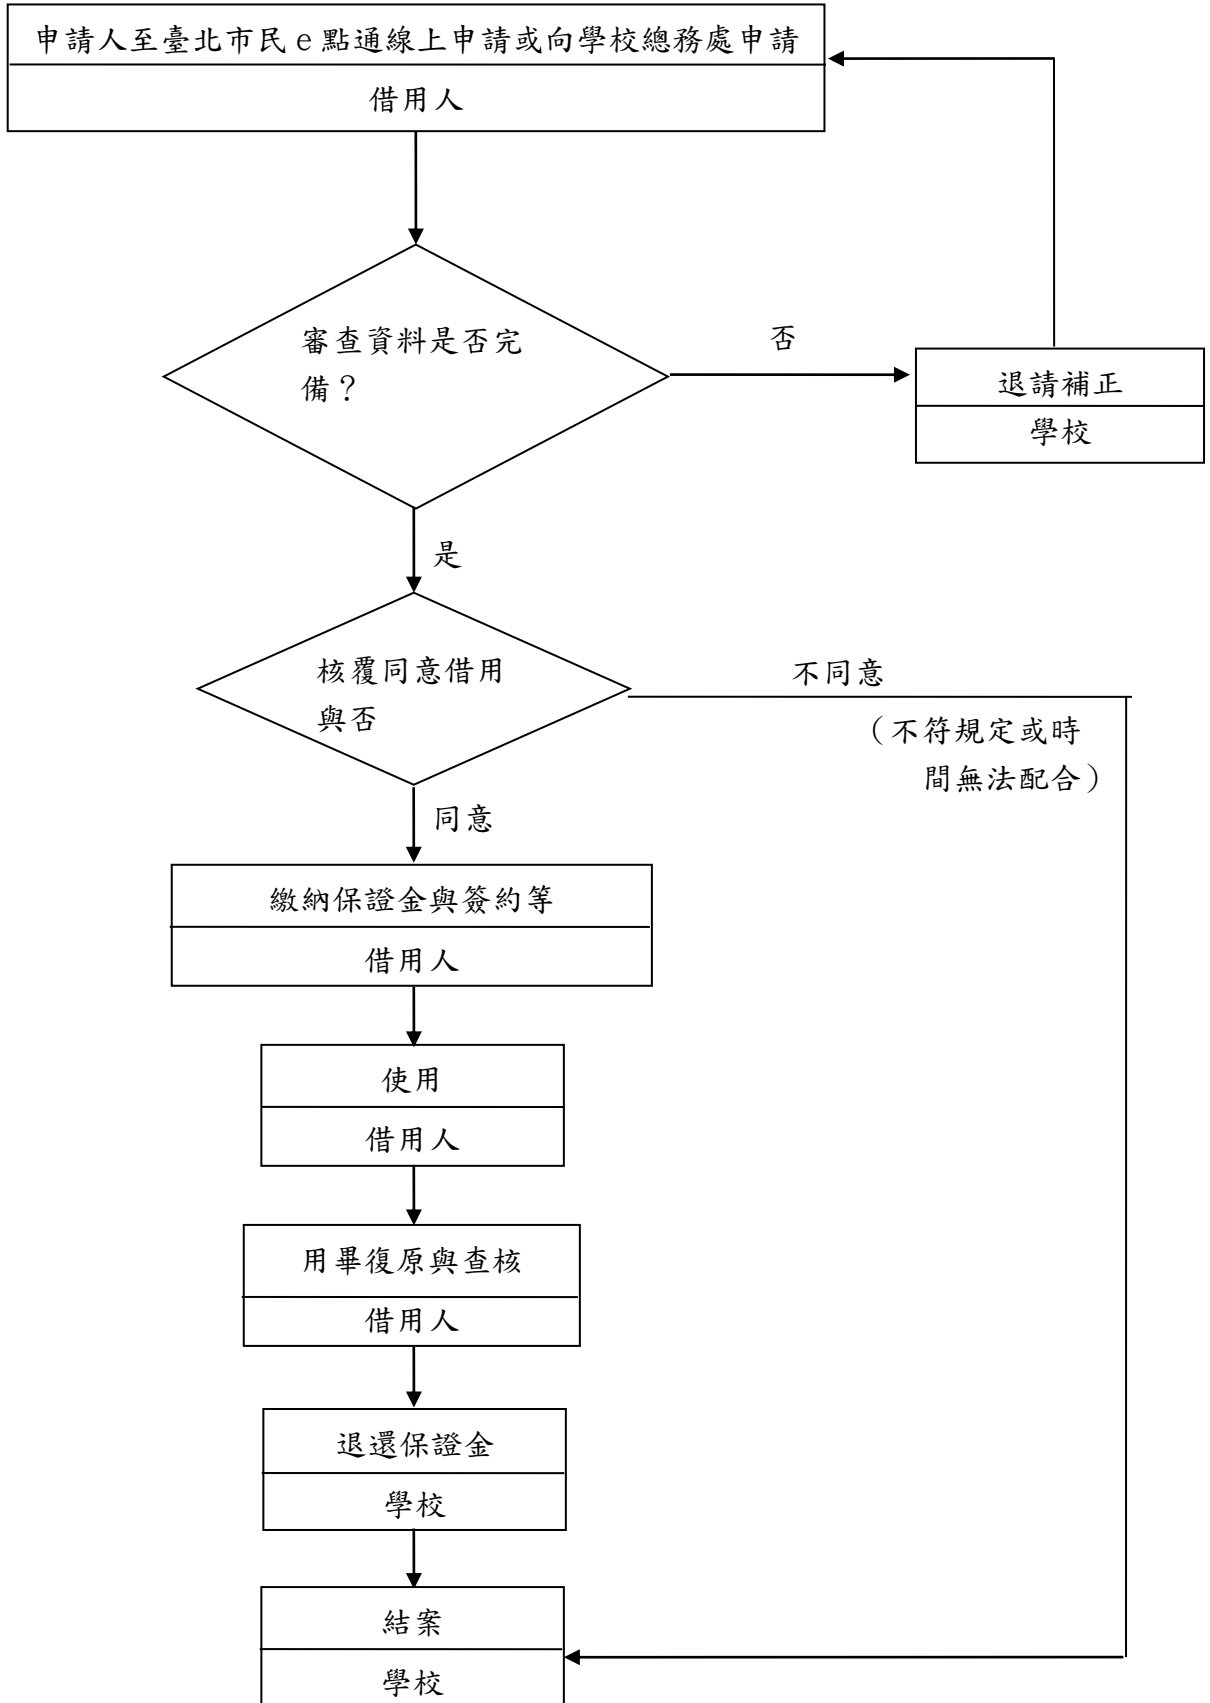 申請人至臺北市民e點通線上申請或向學校總務處申請
借用人
審查資料是否完
備？
否
退請補正
學校
是
核覆同意借用
與否
不同意
（不符規定或時
間無法配合）
同意
繳納保證金與簽約等
借用人
使用
借用人
用畢復原與查核
借用人
退還保證金
學校
結案
學校